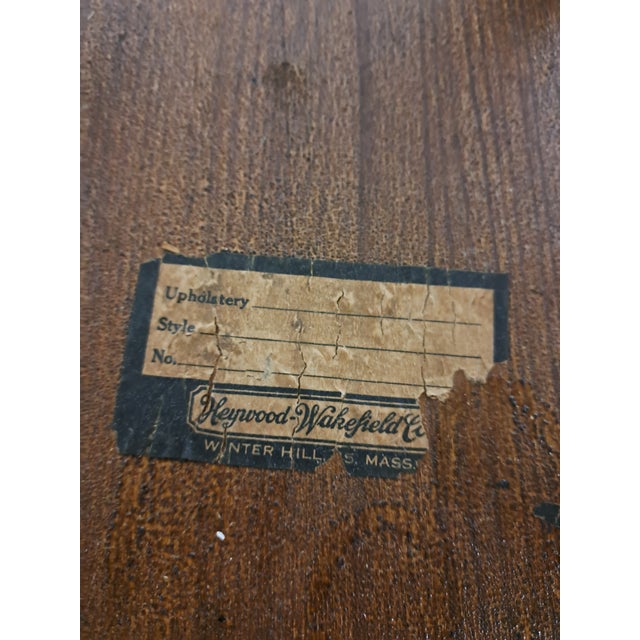 Upholstery
Style
No.
Heywood-Wakefield Co
WINTER HILL, S, MASS.